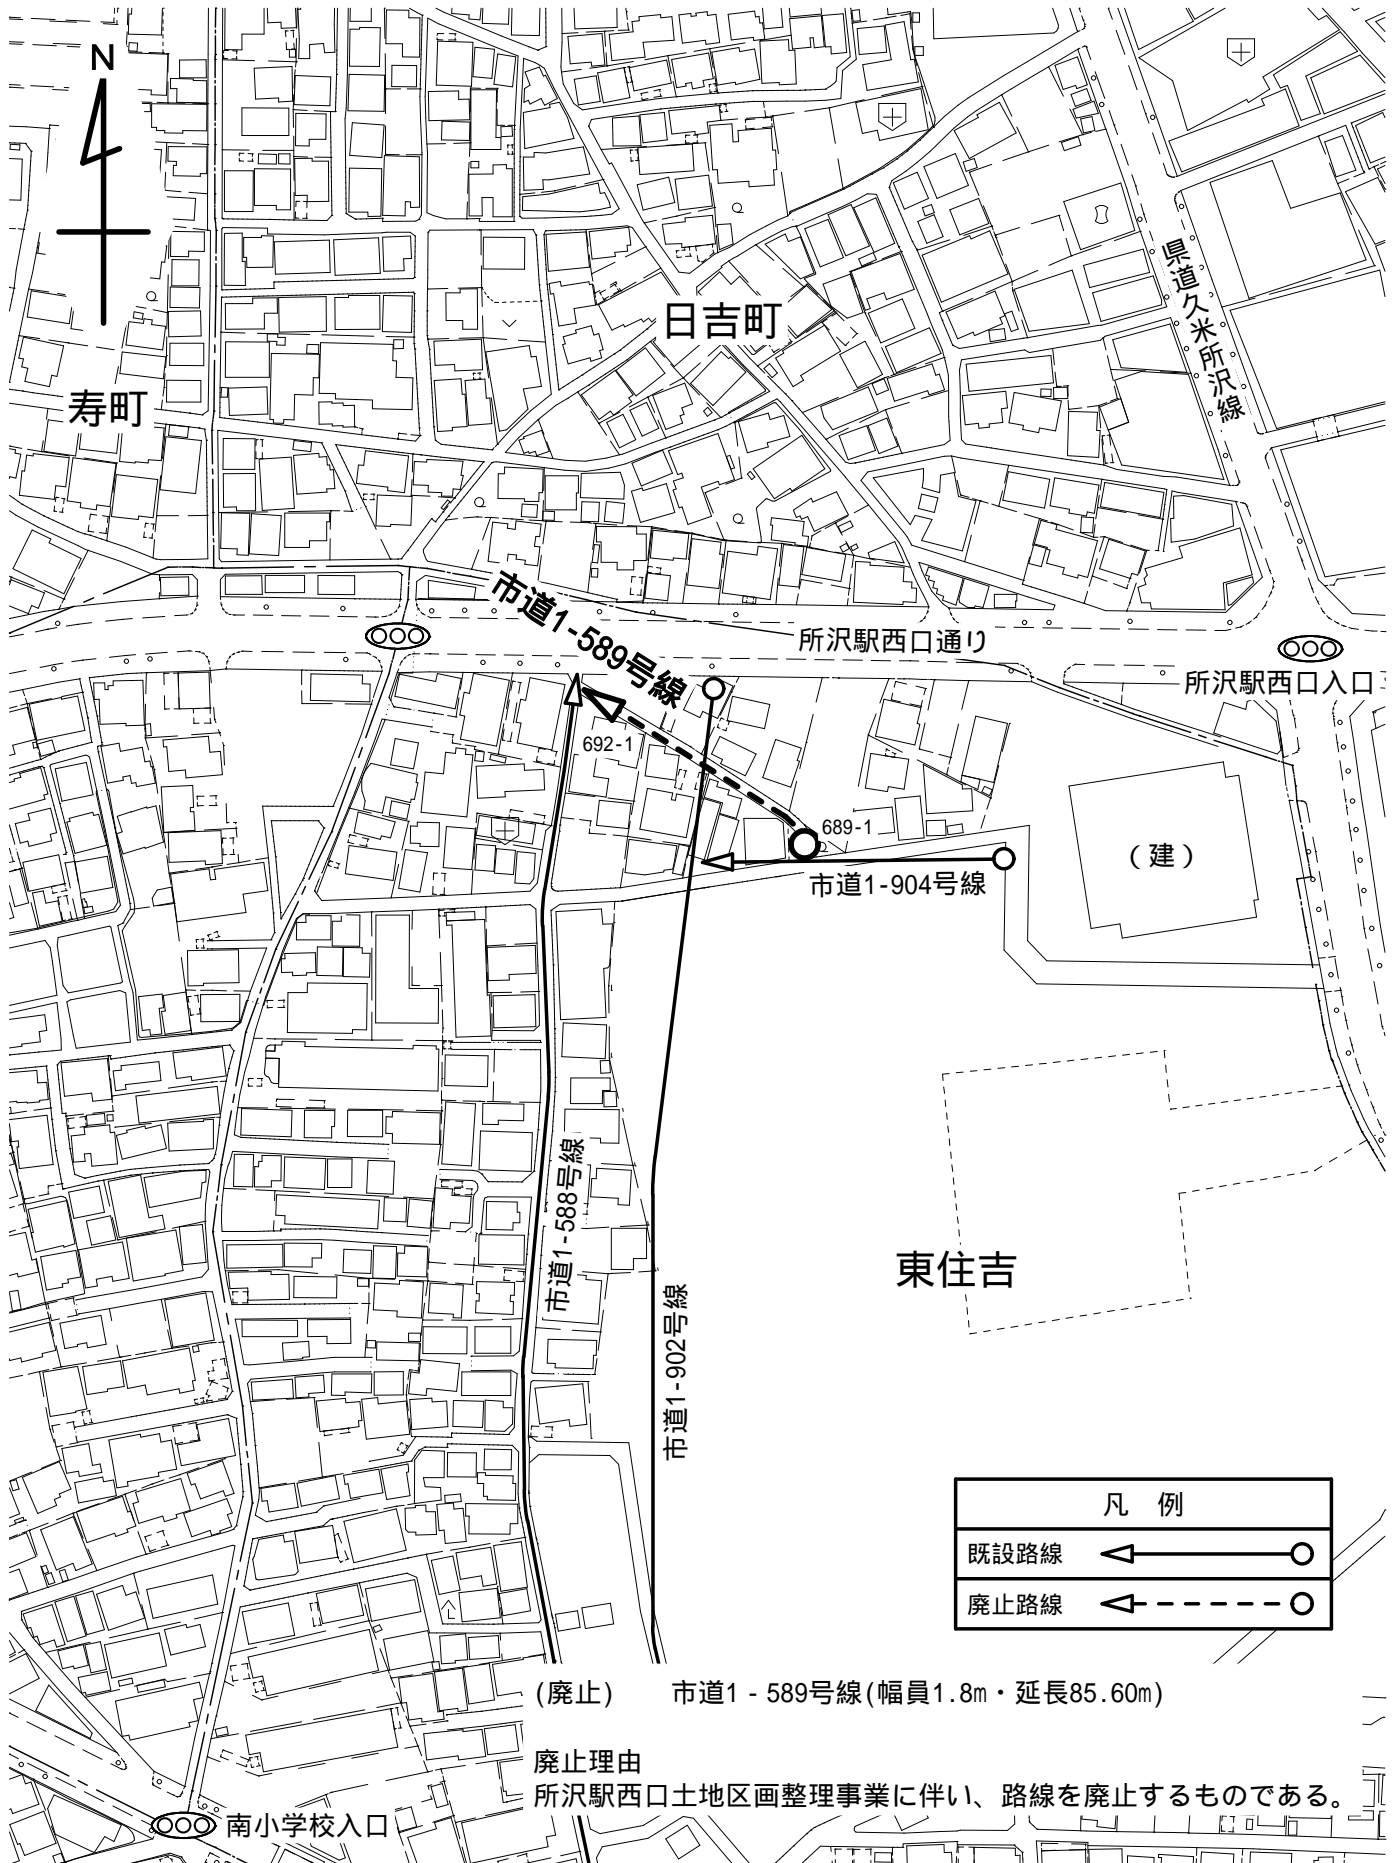 N
日吉町
寿町
県道久米所沢線
市道1-589号線
所沢駅西口通り
所沢駅西口入口
692-1
689-1
(建)
市道1-904号線
市道1-588号線
東住吉
市道1-902号線
凡 例
既設路線
廃止路線
(廃止) 市道1-589号線(幅員1.8m・延長85.60m)
廃止理由
所沢駅西口土地区画整理事業に伴い、路線を廃止するものである。
南小学校入口